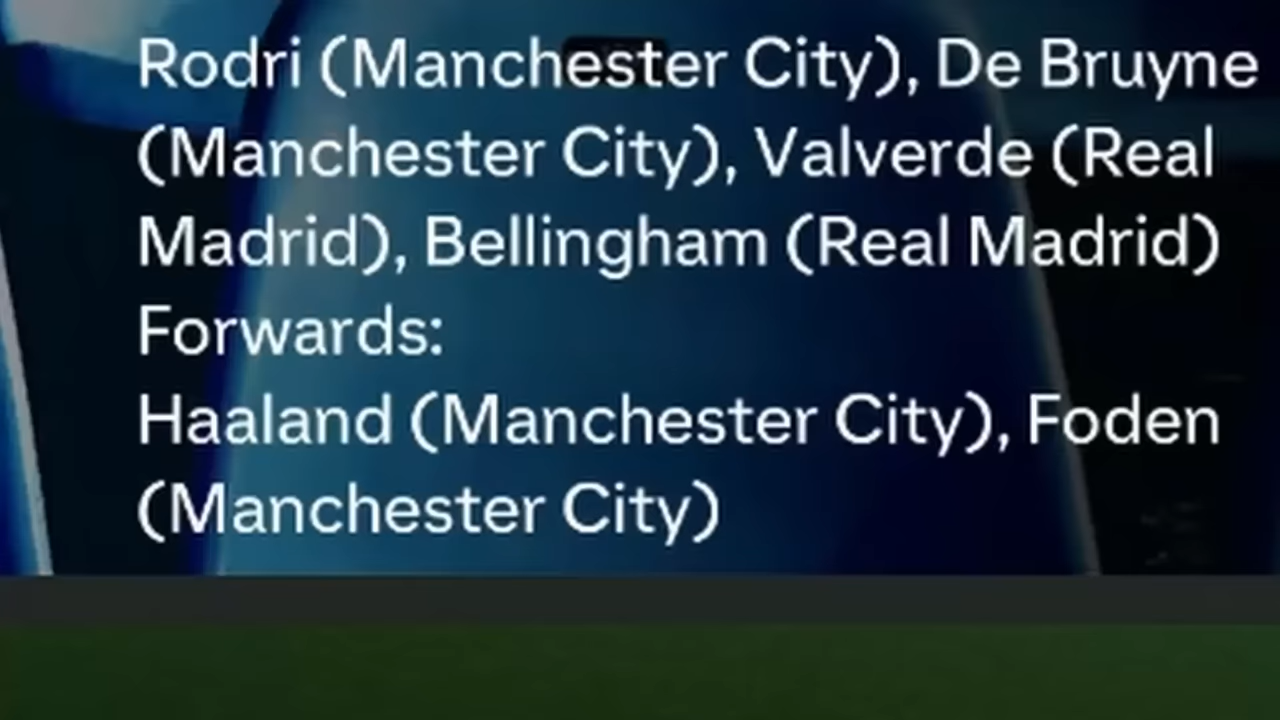 Rodri (Manchester City), De Bruyne
(Manchester City), Valverde (Real
Madrid), Bellingham (Real Madrid)
Forwards:
Haaland (Manchester City), Foden
(Manchester City)